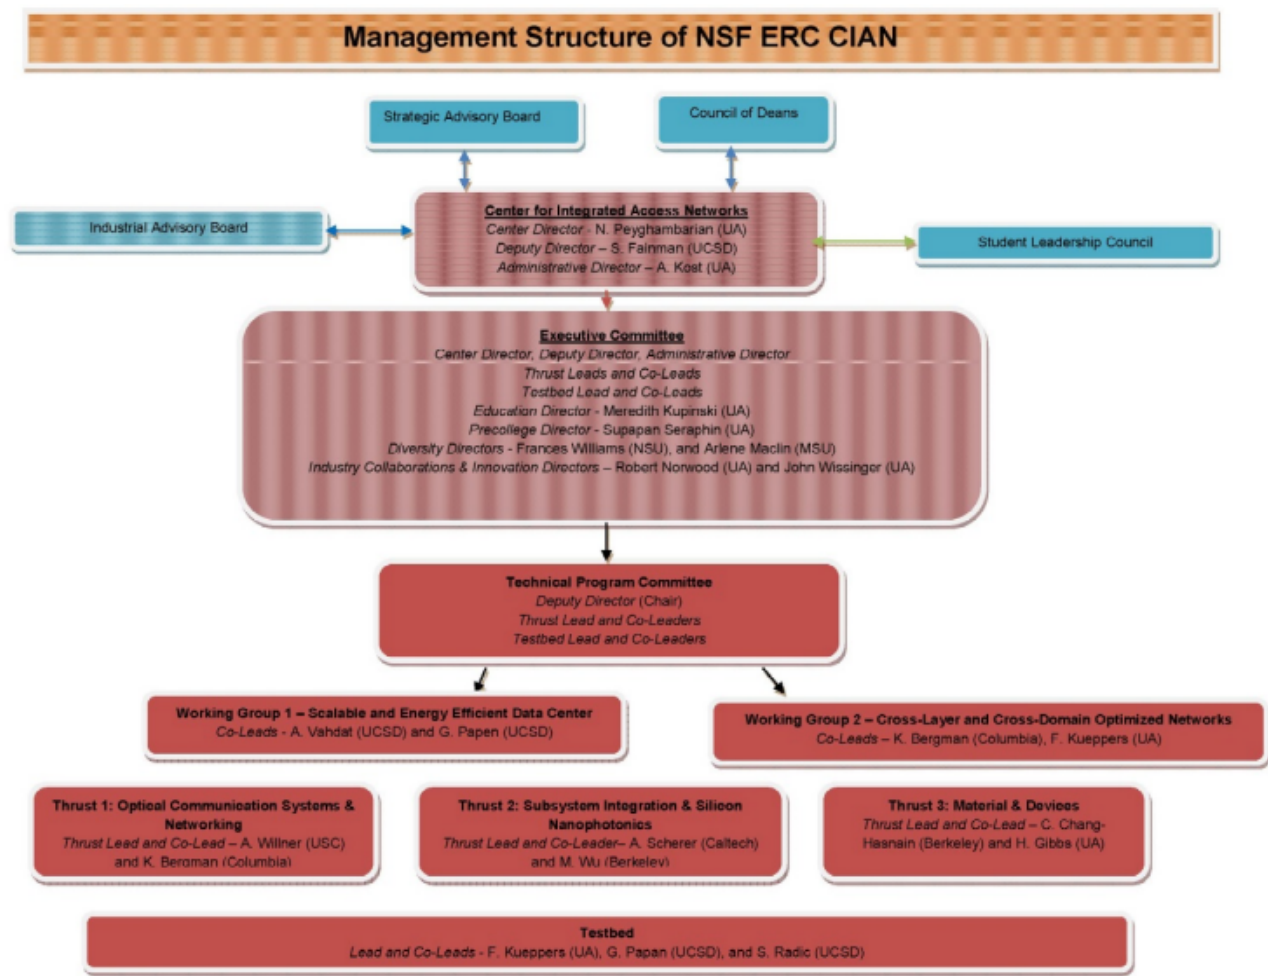 Management Structure of NSF ERC CIAN
Strategic Advisory Board
Council of Deans
Industrial Advisory Board
Center for Integrated Access Networks
Center Director - N. Peyghambarian (UA)
Deputy Director – S. Fainman (UCSD)
Administrative Director – A. Kost (UA)
Student Leadership Council
Executive Committee
Center Director, Deputy Director, Administrative Director
Thrust Leads and Co-Leads
Testbed Lead and Co-Leads
Education Director - Meredith Kupinski (UA)
Precollege Director - Supapan Seraphin (UA)
Diversity Directors - Frances Williams (NSU), and Arlene Maclin (MSU)
Industry Collaborations & Innovation Directors – Robert Norwood (UA) and John Wissinger (UA)
Technical Program Committee
Deputy Director (Chair)
Thrust Lead and Co-Leaders
Testbed Lead and Co-Leaders
Working Group 1 – Scalable and Energy Efficient Data Center
Co-Leads - A. Vahdat (UCSD) and G. Papen (UCSD)
Working Group 2 – Cross-Layer and Cross-Domain Optimized Networks
Co-Leads – K. Bergman (Columbia), F. Kueppers (UA)
Thrust 1: Optical Communication Systems &
Networking
Thrust Lead and Co-Lead – A. Willner (USC)
and K. Bergman (Columbia)
Thrust 2: Subsystem Integration & Silicon
Nanophotonics
Thrust Lead and Co-Leader– A. Scherer (Caltech)
and M. Wu (Berkeley)
Thrust 3: Material & Devices
Thrust Lead and Co-Lead – C. Chang-
Hasnain (Berkeley) and H. Gibbs (UA)
Testbed
Lead and Co-Leads - F. Kueppers (UA), G. Papan (UCSD), and S. Radic (UCSD)